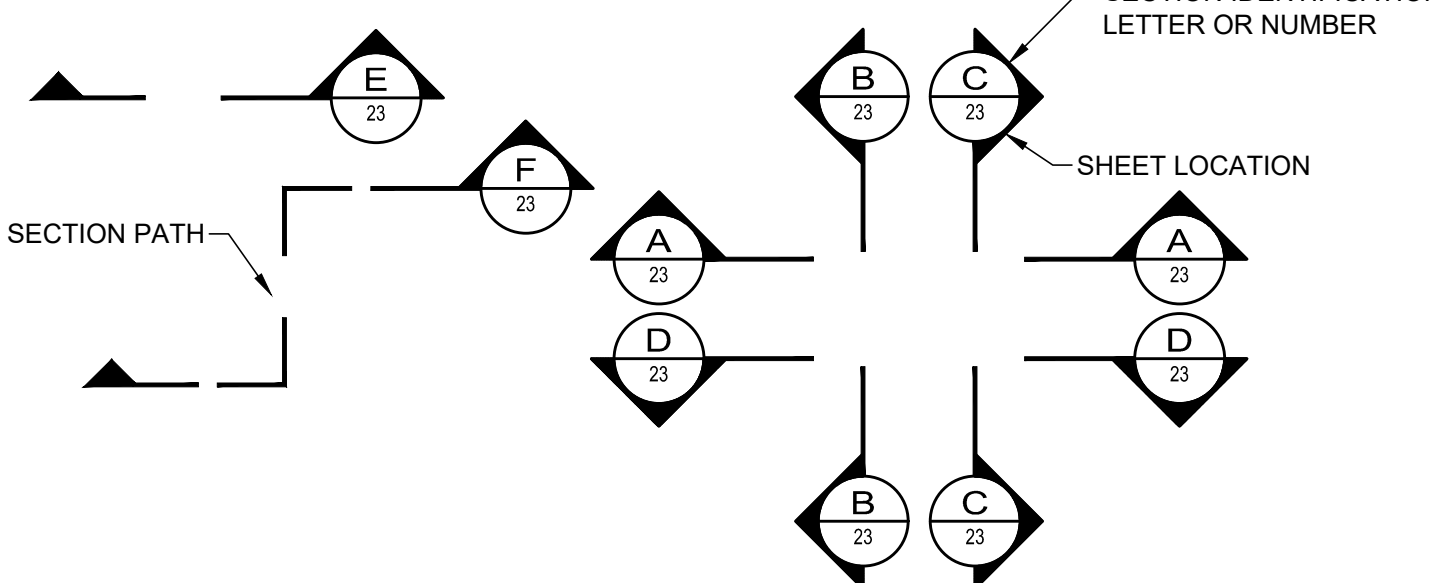 LETTER OR NUMBER
E
23
B
23
C
23
SHEET LOCATION
F
23
SECTION PATH
A
23
A
23
D
23
D
23
B
23
C
23